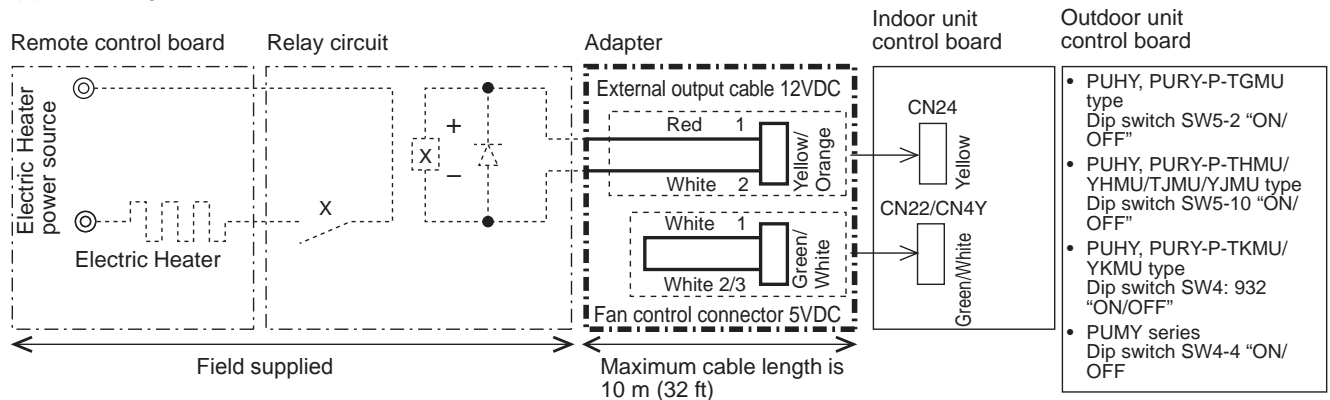 Remote control board
Relay circuit
Adapter
Indoor unit
control board
Outdoor unit
control board
Electric Heater
power source
Electric Heater
X
+
X
–
External output cable 12VDC
Red 1
White 2
Yellow/
Orange
White 1
White 2/3
Green/
White
Fan control connector 5VDC
CN24
Yellow
CN22/CN4Y
Green/White
• PUHY, PURY-P-TGMU
type
Dip switch SW5-2 “ON/
OFF”
• PUHY, PURY-P-THMU/
YHMU/TJMU/YJMU type
Dip switch SW5-10 “ON/
OFF”
• PUHY, PURY-P-TKMU/
YKMU type
Dip switch SW4: 932
“ON/OFF”
• PUMY series
Dip switch SW4-4 “ON/
OFF
Field supplied
Maximum cable length is
10 m (32 ft)